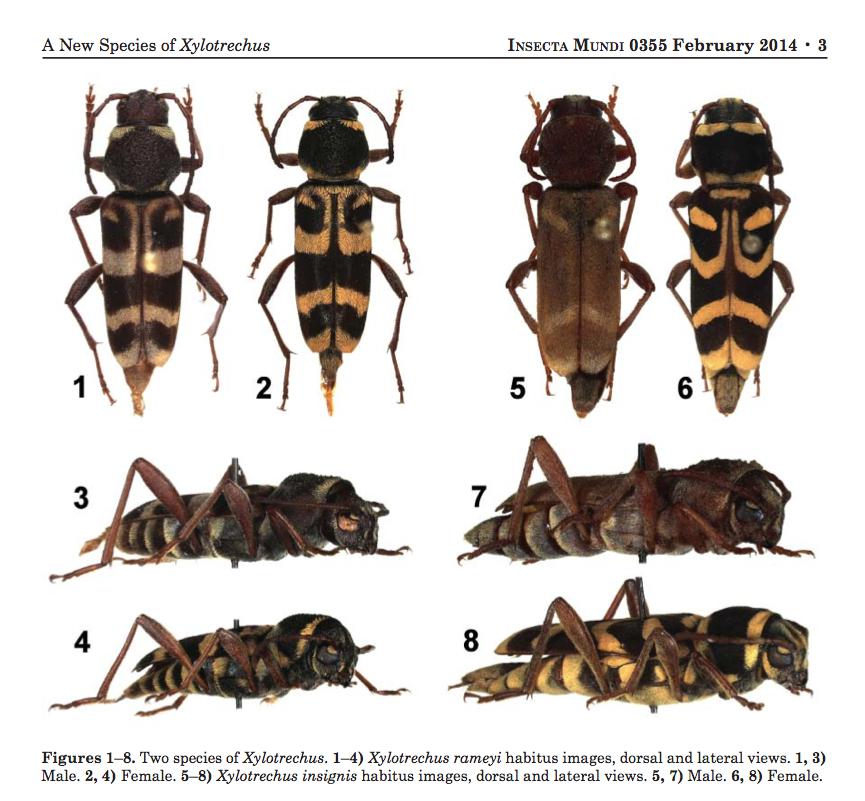 A New Species of Xylotrechus
INSECTA MUNDI 0355 February 2014 • 3
1
2
5
6
3
7
4
8
Figures 1–8. Two species of Xylotrechus. 1–4) Xylotrechus rameyi habitus images, dorsal and lateral views. 1, 3)
Male. 2, 4) Female. 5–8) Xylotrechus insignis habitus images, dorsal and lateral views. 5, 7) Male. 6, 8) Female.